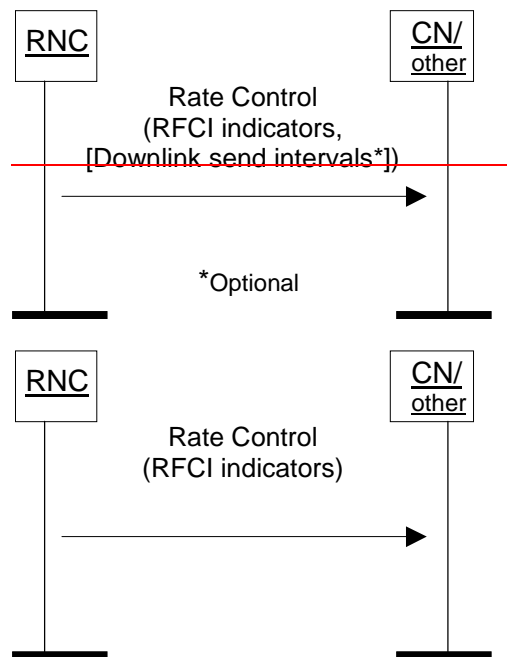 RNC
CN/
other
Rate Control
(RFCI indicators,
[Downlink send intervals*])
*Optional
RNC
CN/
other
Rate Control
(RFCI indicators)